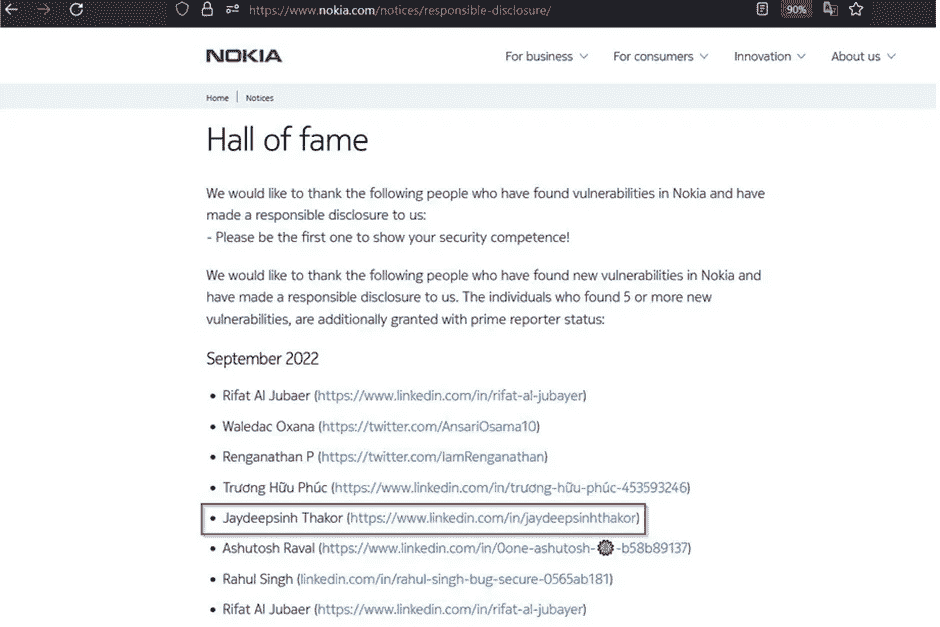 https://www.nokia.com/notices/responsible-disclosure/
90%
NOKIA
For business
For consumers
Innovation
About us
Home | Notices
Hall of fame
We would like to thank the following people who have found vulnerabilities in Nokia and have
made a responsible disclosure to us:
- Please be the first one to show your security competence!
We would like to thank the following people who have found new vulnerabilities in Nokia and
have made a responsible disclosure to us. The individuals who found 5 or more new
vulnerabilities, are additionally granted with prime reporter status:
September 2022
• Rifat Al Jubaer (https://www.linkedin.com/in/rifat-al-jubayer)
• Waledac Oxana (https://twitter.com/AnsariOsama10)
• Renganathan P (https://twitter.com/IamRenganathan)
• Trương Hữu Phúc (https://www.linkedin.com/in/trương-hữu-phúc-453593246)
• Jaydeepsinh Thakor (https://www.linkedin.com/in/jaydeepsinhthakor)
• Ashutosh Raval (https://www.linkedin.com/in/0one-ashutosh-⚙-b58b89137)
• Rahul Singh (linkedin.com/in/rahul-singh-bug-secure-0565ab181)
• Rifat Al Jubaer (https://www.linkedin.com/in/rifat-al-jubayer)